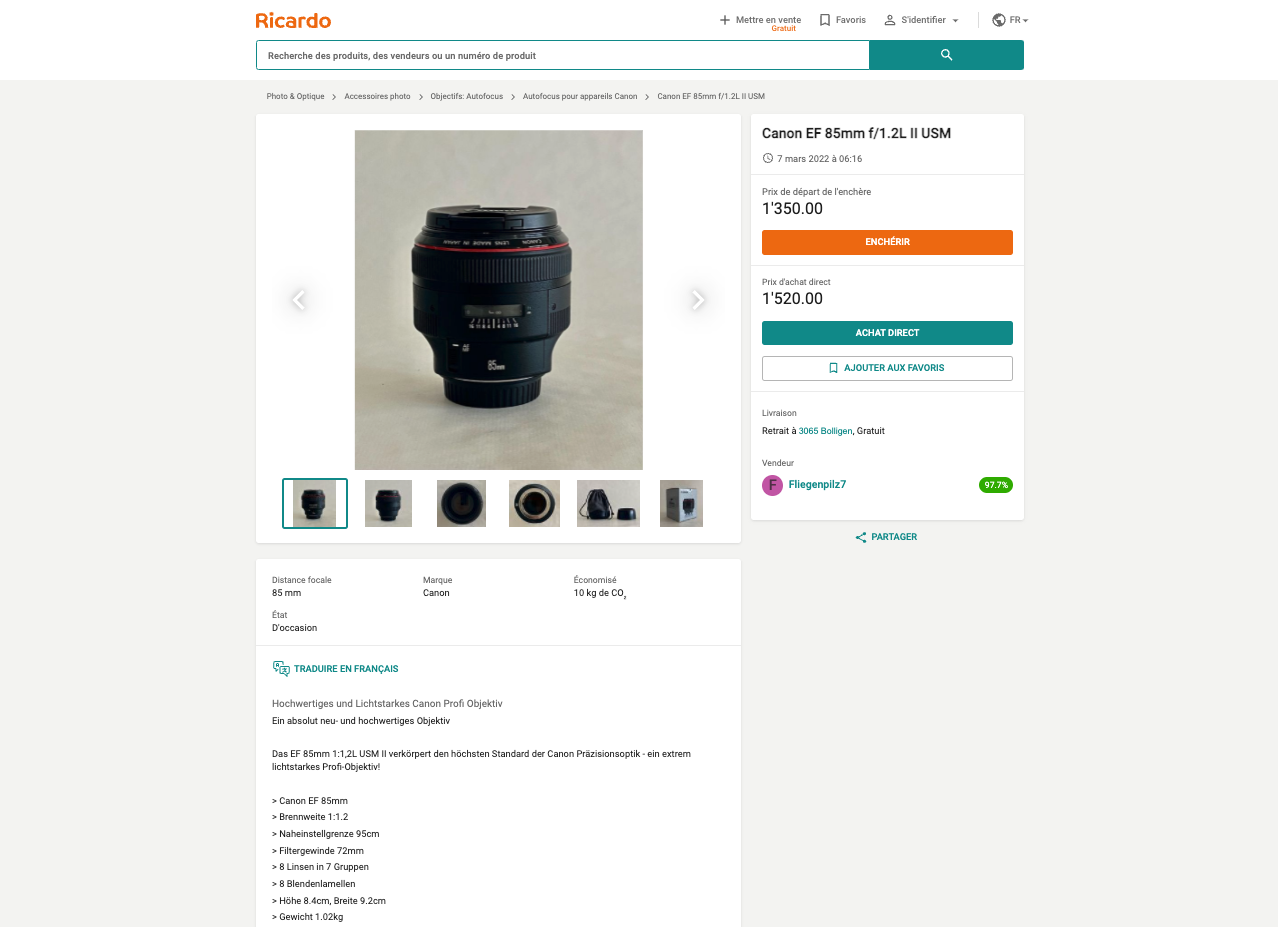 Ricardo
Mettre en vente
Gratuit
Favoris
S'identifier
FR
Recherche des produits, des vendeurs ou un numéro de produit
Photo & Optique
Accessoires photo
Objectifs: Autofocus
Autofocus pour appareils Canon
Canon EF 85mm f/1.2L II USM
85mm
Canon EF 85mm f/1.2L II USM
7 mars 2022 à 06:16
Prix de départ de l'enchère
1'350.00
ENCHÉRIR
Prix d'achat direct
1'520.00
ACHAT DIRECT
AJOUTER AUX FAVORIS
Livraison
Retrait à 3065 Bolligen, Gratuit
Vendeur
F Fliegenpilz7 97.7%
PARTAGER
Distance focale
85 mm
Marque
Canon
Économisé
10 kg de CO₂
État
D'occasion
TRADUIRE EN FRANÇAIS
Hochwertiges und Lichtstarkes Canon Profi Objektiv
Ein absolut neu- und hochwertiges Objektiv
Das EF 85mm 1:1,2L USM II verkörpert den höchsten Standard der Canon Präzisionsoptik - ein extrem
lichtstarkes Profi-Objektiv!
> Canon EF 85mm
> Brennweite 1:1.2
> Naheinstellgrenze 95cm
> Filtergewinde 72mm
> 8 Linsen in 7 Gruppen
> 8 Blendenlamellen
> Höhe 8.4cm, Breite 9.2cm
> Gewicht 1.02kg